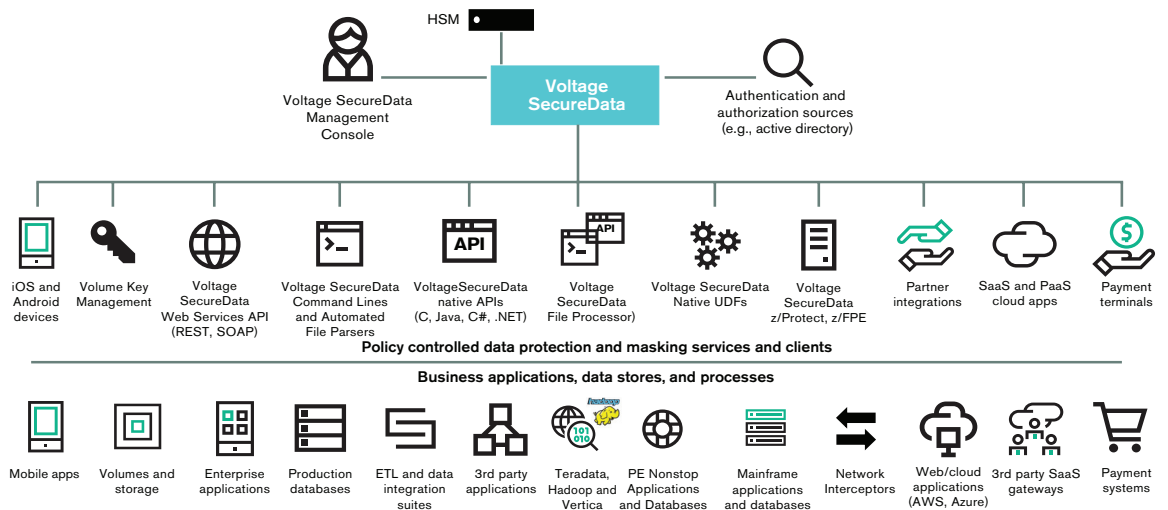 HSM
Voltage
SecureData
Voltage SecureData
Management
Console
Authentication and
authorization sources
(e.g., active directory)
iOS and
Android
devices
Volume Key
Management
Voltage
SecureData
Web Services API
(REST, SOAP)
Voltage SecureData
Command Lines
and Automated
File Parsers
API
VoltageSecureData
native APIs
(C, Java, C#, .NET)
API
Voltage
SecureData
File Processor)
Voltage SecureData
Native UDFs
Voltage
SecureData
z/Protect, z/FPE
Partner
integrations
SaaS and PaaS
cloud apps
$
Payment
terminals
Policy controlled data protection and masking services and clients
Business applications, data stores, and processes
Mobile apps
Volumes and
storage
Enterprise
applications
Production
databases
ETL and data
integration
suites
3rd party
applications
hadoop
101
010
Teradata,
Hadoop and
Vertica
PE Nonstop
Applications
and Databases
Mainframe
applications
and databases
Network
Interceptors
Web/cloud
applications
(AWS, Azure)
3rd party SaaS
gateways
Payment
systems